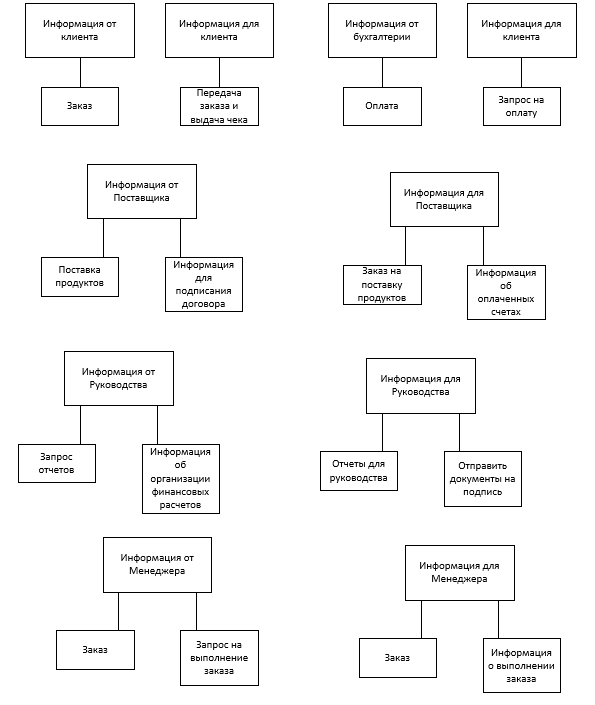 Информация от
клиента
Информация для
клиента
Информация от
бухгалтерии
Информация для
клиента
Заказ
Передача
заказа и
выдача чека
Оплата
Запрос на
оплату
Информация от
Поставщика
Информация для
Поставщика
Поставка
продуктов
Информация
для
подписания
договора
Заказ на
поставку
продуктов
Информация
об
оплаченных
счетах
Информация от
Руководства
Информация для
Руководства
Запрос
отчетов
Информация
об
организации
финансовых
расчетов
Отчеты для
руководства
Отправить
документы на
подпись
Информация от
Менеджера
Информация для
Менеджера
Заказ
Запрос на
выполнение
заказа
Заказ
Информация
о выполнении
заказа